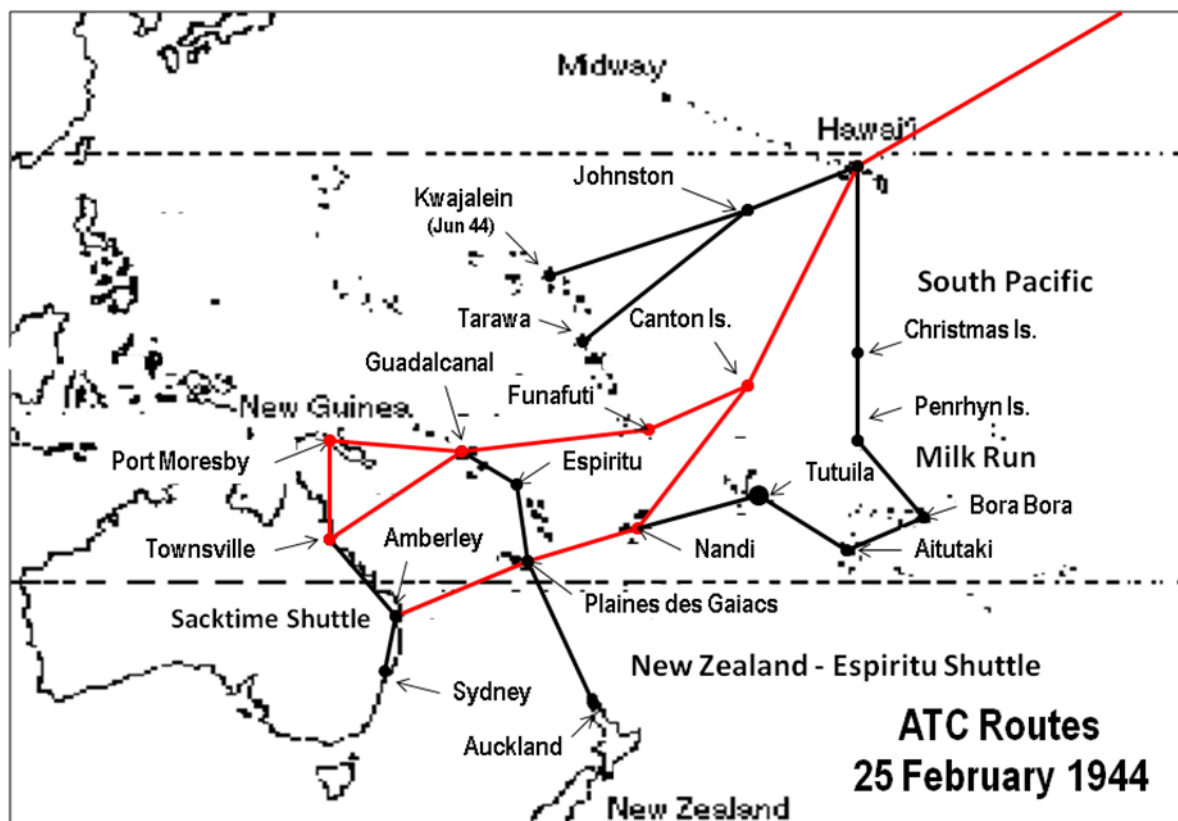 Midway
Hawai'i
Johnston
Kwajalein
(Jun 44)
South Pacific
Tarawa
Canton Is.
Christmas Is.
Guadalcanal
Funafuti
New Guinea
Penrhyn Is.
Port Moresby
Espiritu
Milk Run
Tutuila
Bora Bora
Townsville
Amberley
Nandi
Aitutaki
Sacktime Shuttle
Plaines des Gaiacs
New Zealand - Espiritu Shuttle
Sydney
Auckland
ATC Routes
25 February 1944
New Zealand